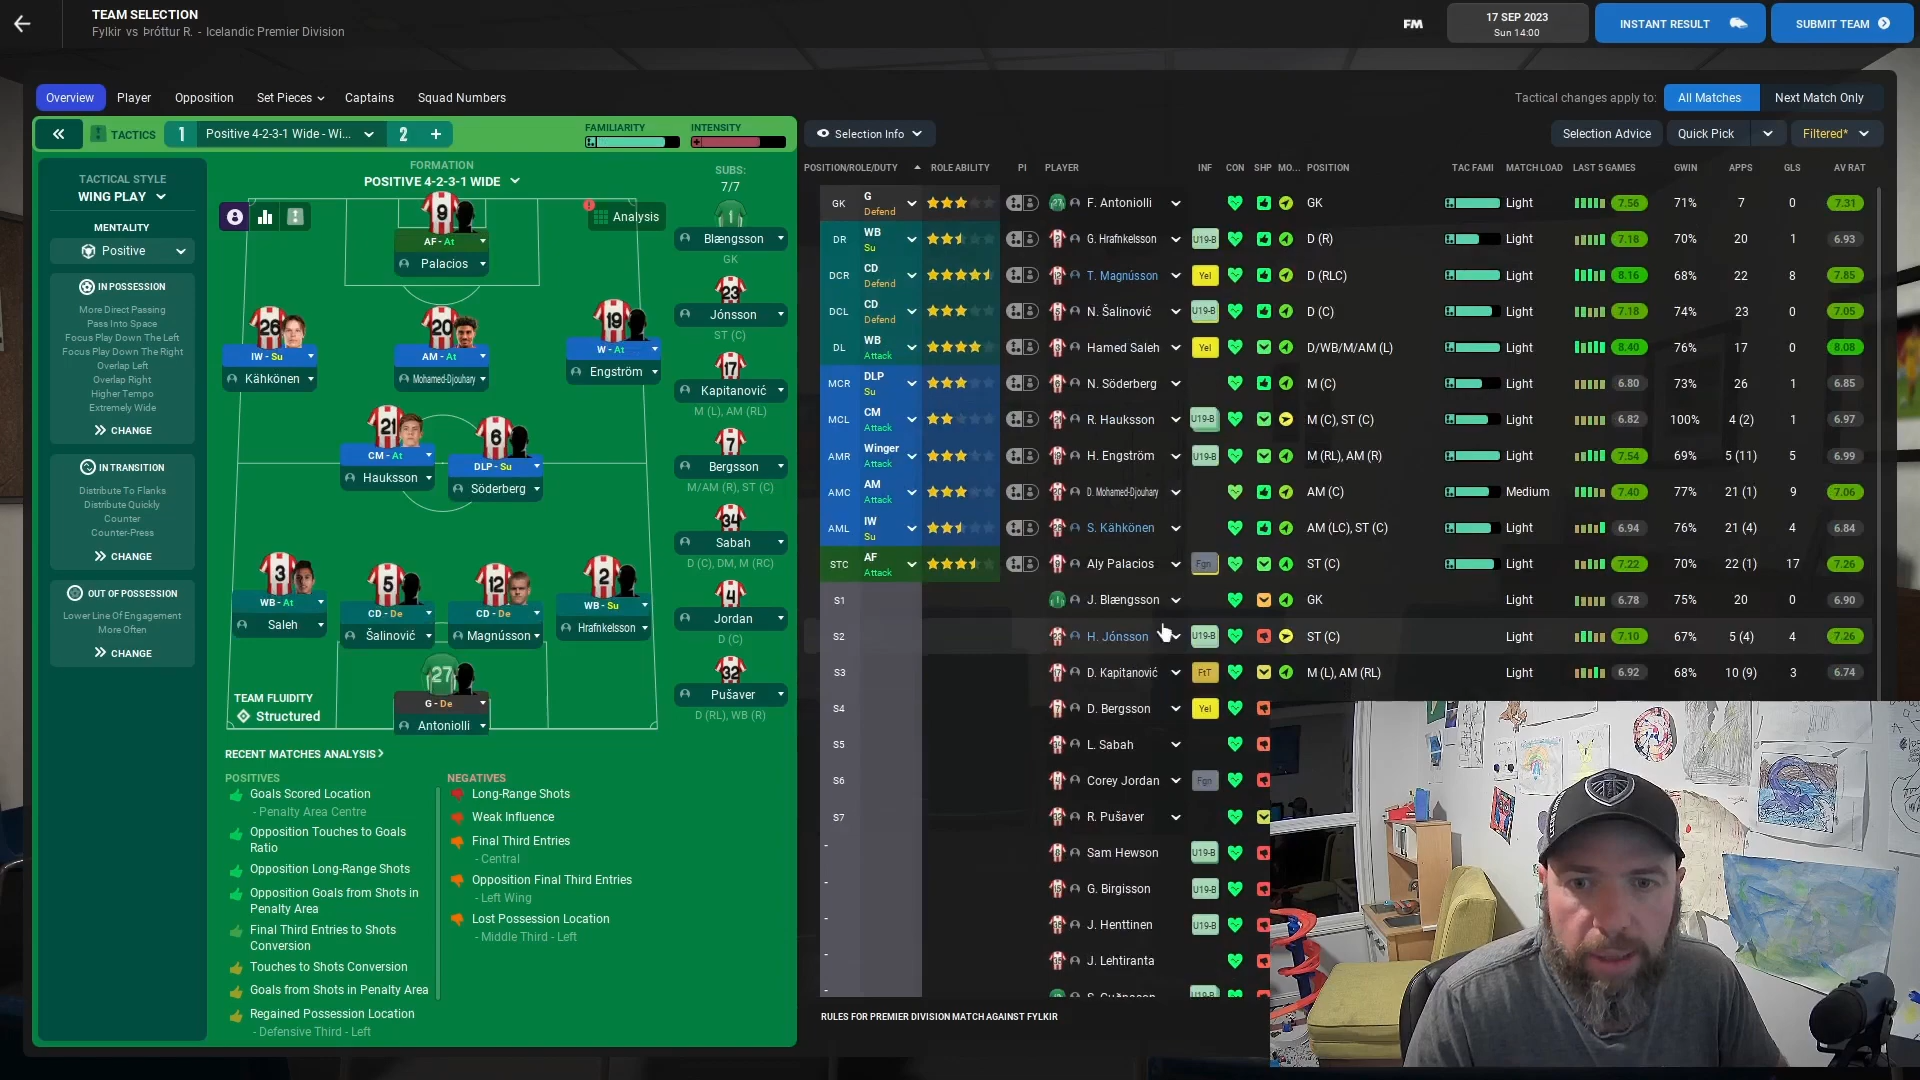 TEAM SELECTION
Fylkir vs Þróttur R. - Icelandic Premier Division
FM
17 SEP 2023
Sun 14:00
INSTANT RESULT
SUBMIT TEAM
Overview
Player
Opposition
Set Pieces
Captains
Squad Numbers
Tactical changes apply to:
All Matches
Next Match Only
TACTICS
1
Positive 4-2-3-1 Wide - Wi...
2
FAMILIARITY
INTENSITY
TACTICAL STYLE
WING PLAY
MENTALITY
Positive
IN POSSESSION
More Direct Passing
Pass Into Space
Focus Play Down The Left
Focus Play Down The Right
Higher Tempo
Overlap Left
Overlap Right
Higher Tempo
Extremely Wide
CHANGE
IN TRANSITION
Distribute To Flanks
Distribute Quickly
Counter
Counter-Press
CHANGE
OUT OF POSSESSION
Lower Line Of Engagement
More Often
CHANGE
FORMATION
POSITIVE 4-2-3-1 WIDE
Analysis
9
AF - At
Palacios
26
IW - Su
Kähkönen
20
AM - At
Mohamed-Djouhary
19
W - At
Engström
21
CM - At
Hauksson
6
DLP - Su
Söderberg
3
WB - At
Saleh
5
CD - De
Šalinović
12
CD - De
Magnússon
2
WB - Su
Hrafnkelsson
27
G - De
Antoniolli
TEAM FLUIDITY
Structured
SUBS:
7/7
1
Blængsson
GK
23
Jónsson
ST (C)
17
Kapitanović
M (L), AM (RL)
7
Bergsson
M/AM (R), ST (C)
34
Sabah
D (C), DM, M (RC)
4
Jordan
D (C)
32
Pušaver
D (RL), WB (R)
RECENT MATCHES ANALYSIS
POSITIVES
Goals Scored Location
- Penalty Area Centre
Opposition Touches to Goals
Ratio
Opposition Long-Range Shots
Opposition Goals from Shots in
Penalty Area
Final Third Entries to Shots
Conversion
Touches to Shots Conversion
Goals from Shots in Penalty Area
Regained Possession Location
- Defensive Third - Left
NEGATIVES
Long-Range Shots
Weak Influence
Final Third Entries
- Central
Opposition Final Third Entries
- Left Wing
Lost Possession Location
- Middle Third - Left
Selection Info
Selection Advice
Quick Pick
Filtered*
POSITION/ROLE/DUTY ROLE ABILITY PI PLAYER INF CON SHP MO... POSITION TAC FAMI MATCH LOAD LAST 5 GAMES GWIN APPS GLS AV RAT
GK G Defend F. Antoniolli GK Light 7.56 71% 7 0 7.31
DR WB Su G. Hrafnkelsson U19-B D (R) Light 7.18 70% 20 1 6.93
DCR CD Defend T. Magnússon Yel D (RLC) Light 8.16 68% 22 8 7.85
DCL CD Defend N. Šalinović U19-B D (C) Light 7.18 74% 23 0 7.05
DL WB Attack Hamed Saleh Yel D/WB/M/AM (L) Light 8.40 76% 17 0 8.08
MCR DLP Su N. Söderberg M (C) Light 6.80 73% 26 1 6.85
MCL CM Attack R. Hauksson U19-B M (C), ST (C) Light 6.82 100% 4 (2) 1 6.97
AMR Winger Attack H. Engström U19-B M (RL), AM (R) Light 7.54 69% 5 (11) 5 6.99
AMC AM Attack D. Mohamed-Djouhary AM (C) Medium 7.40 77% 21 (1) 9 7.06
AML IW Su S. Kähkönen AM (LC), ST (C) Light 6.94 76% 21 (4) 4 6.84
STC AF Attack Aly Palacios Fgn ST (C) Light 7.22 70% 22 (1) 17 7.26
S1 J. Blængsson GK Light 6.78 75% 20 0 6.90
S2 H. Jónsson U19-B ST (C) Light 7.10 67% 5 (4) 4 7.26
S3 D. Kapitanović FtT M (L), AM (RL) Light 6.92 68% 10 (9) 3 6.74
S4 D. Bergsson Yel
S5 L. Sabah
S6 Corey Jordan Fgn
S7 R. Pušaver
- Sam Hewson U19-B
- G. Birgisson U19-B
- J. Henttinen U19-B
- J. Lehtiranta
RULES FOR PREMIER DIVISION MATCH AGAINST FYLKIR